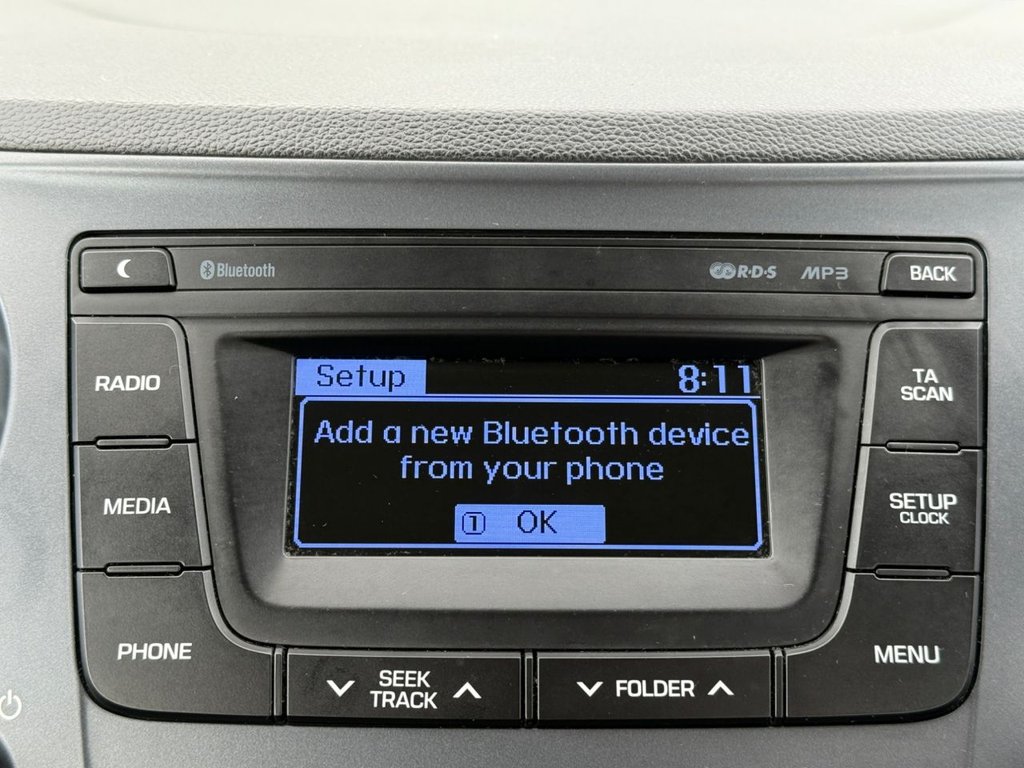 Bluetooth
R·D·S
MP3
BACK
RADIO
MEDIA
PHONE
Setup
8:11
Add a new Bluetooth device
from your phone
1 OK
TA
SCAN
SETUP
CLOCK
MENU
SEEK
TRACK
FOLDER